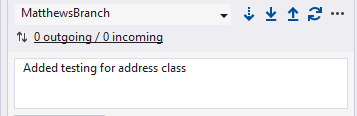 MatthewsBranch
0 outgoing / 0 incoming
Added testing for address class